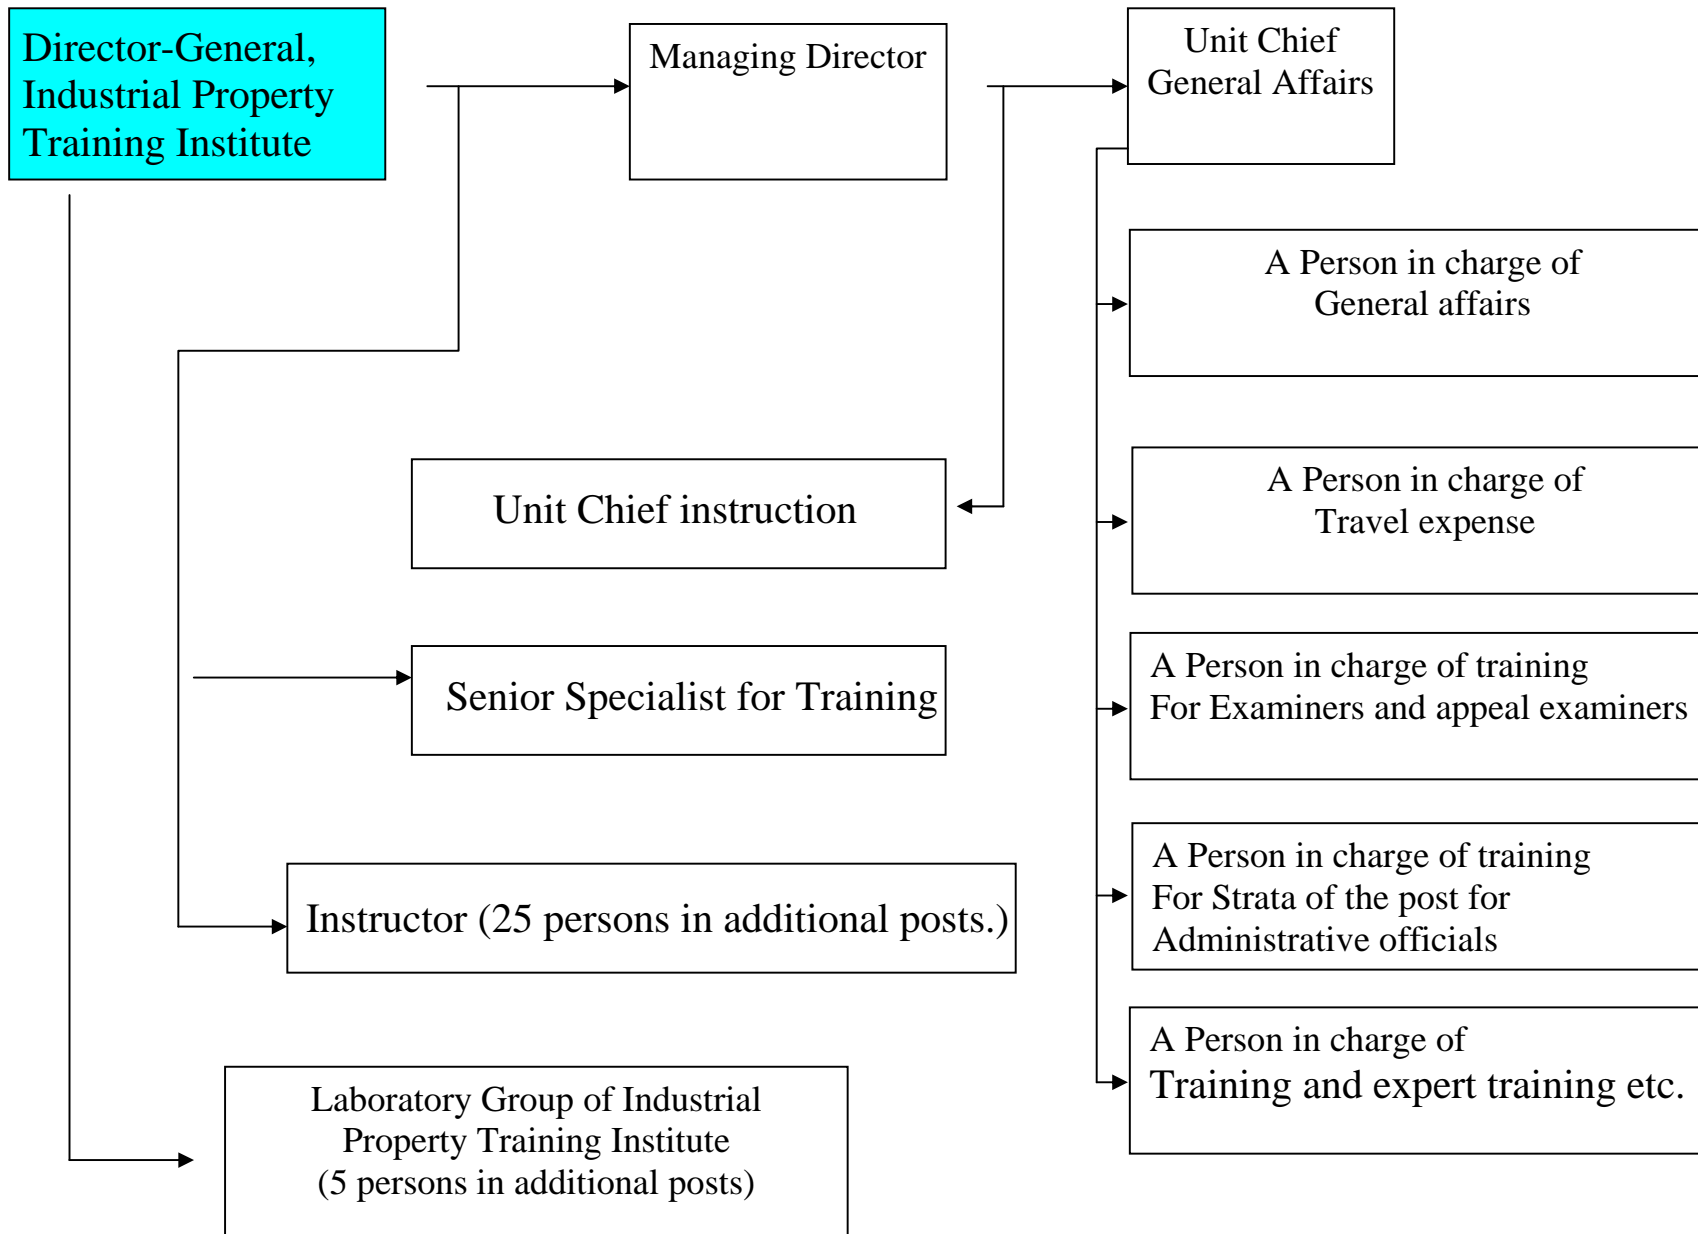 Director-General,
Industrial Property
Training Institute
Managing Director
Unit Chief
General Affairs
A Person in charge of
General affairs
A Person in charge of
Travel expense
Unit Chief instruction
Senior Specialist for Training
A Person in charge of training
For Examiners and appeal examiners
A Person in charge of training
For Strata of the post for
Administrative officials
Instructor (25 persons in additional posts.)
A Person in charge of
Training and expert training etc.
Laboratory Group of Industrial
Property Training Institute
(5 persons in additional posts)